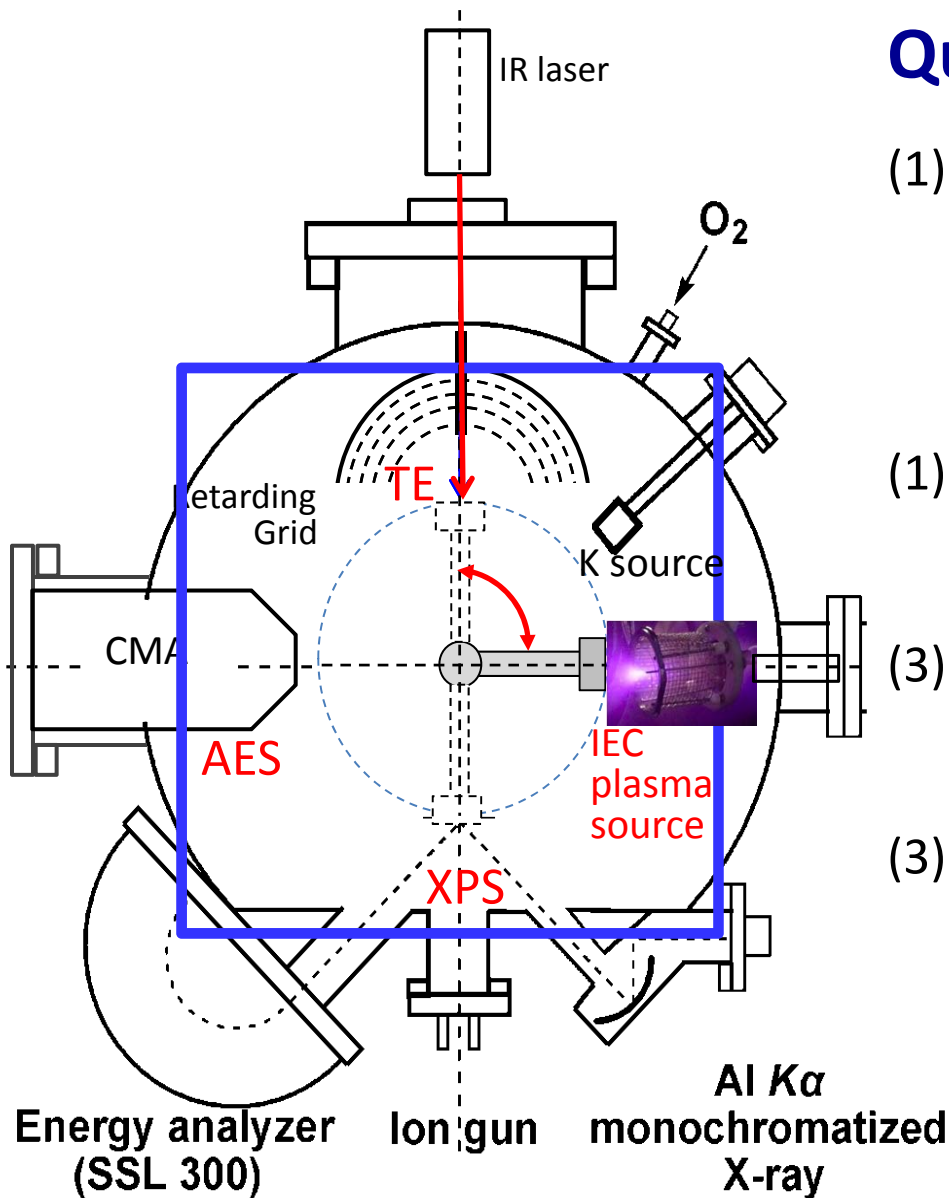 Qu
IR laser
(1)
O₂
TE
Retarding
Grid
(1)
K source
CMA
(3)
AES
IEC
plasma
source
(3)
XPS
Al Kα
monochromatized
X-ray
Energy analyzer
(SSL 300)
Ion gun